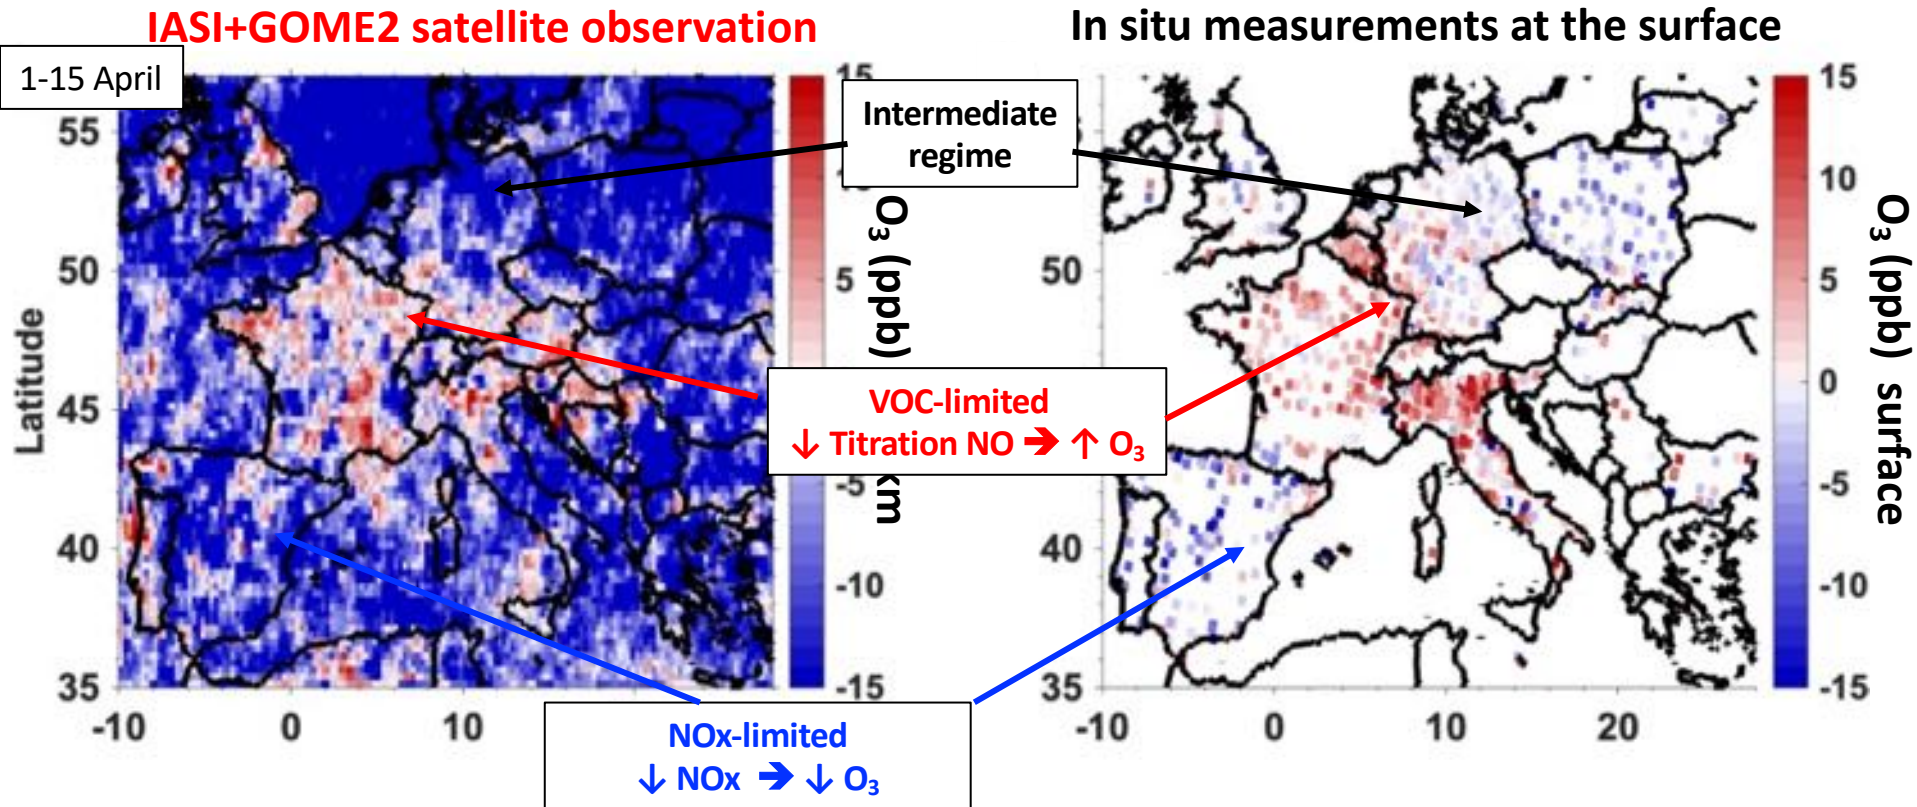 IASI+GOME2 satellite observation
In situ measurements at the surface
1-15 April
Intermediate
regime
VOC-limited
↓ Titration NO ➔ ↑ O₃
NOx-limited
↓ NOx ➔ ↓ O₃
Latitude
55
50
45
40
35
-10
0
10
15
5
-5
-10
-15
O₃ (ppb)
km
50
40
35
-10
0
10
20
15
10
5
0
-5
-10
-15
O₃ (ppb) surface